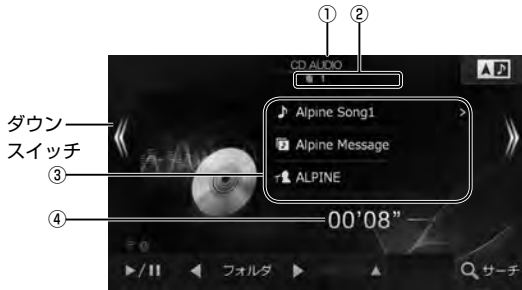 ① ②
CD AUDIO
1
Alpine Song1
ダウン
スイッチ
Alpine Message
③
ALPINE
④
00'08"
フォルダ
サーチ